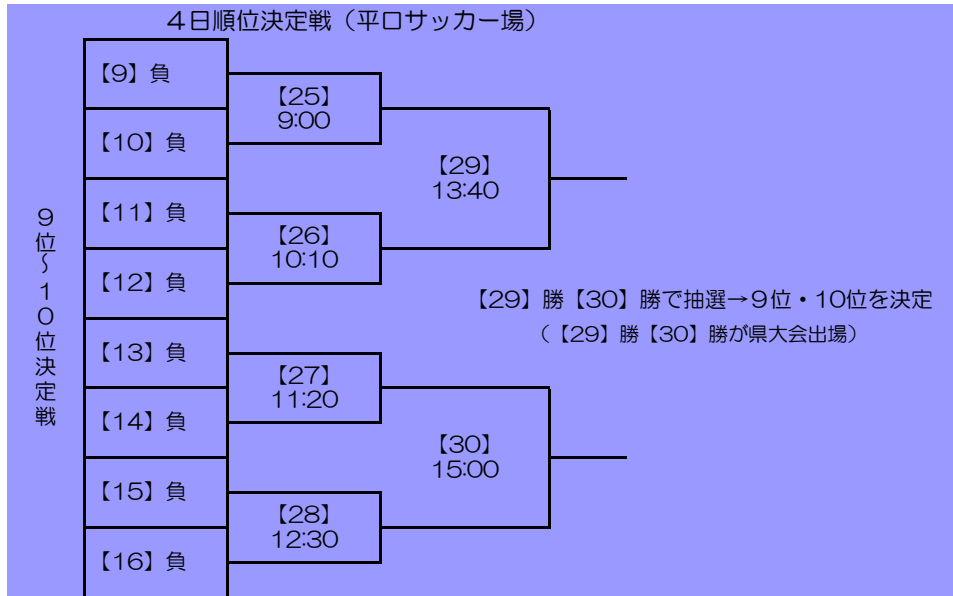 ４日順位決定戦（平口サッカー場）
９位～１０位決定戦
【9】負
【10】負
【11】負
【12】負
【13】負
【14】負
【15】負
【16】負
【25】
9:00
【26】
10:10
【27】
11:20
【28】
12:30
【29】
13:40
【30】
15:00
【29】勝【30】勝で抽選→９位・10位を決定
（【29】勝【30】勝が県大会出場）